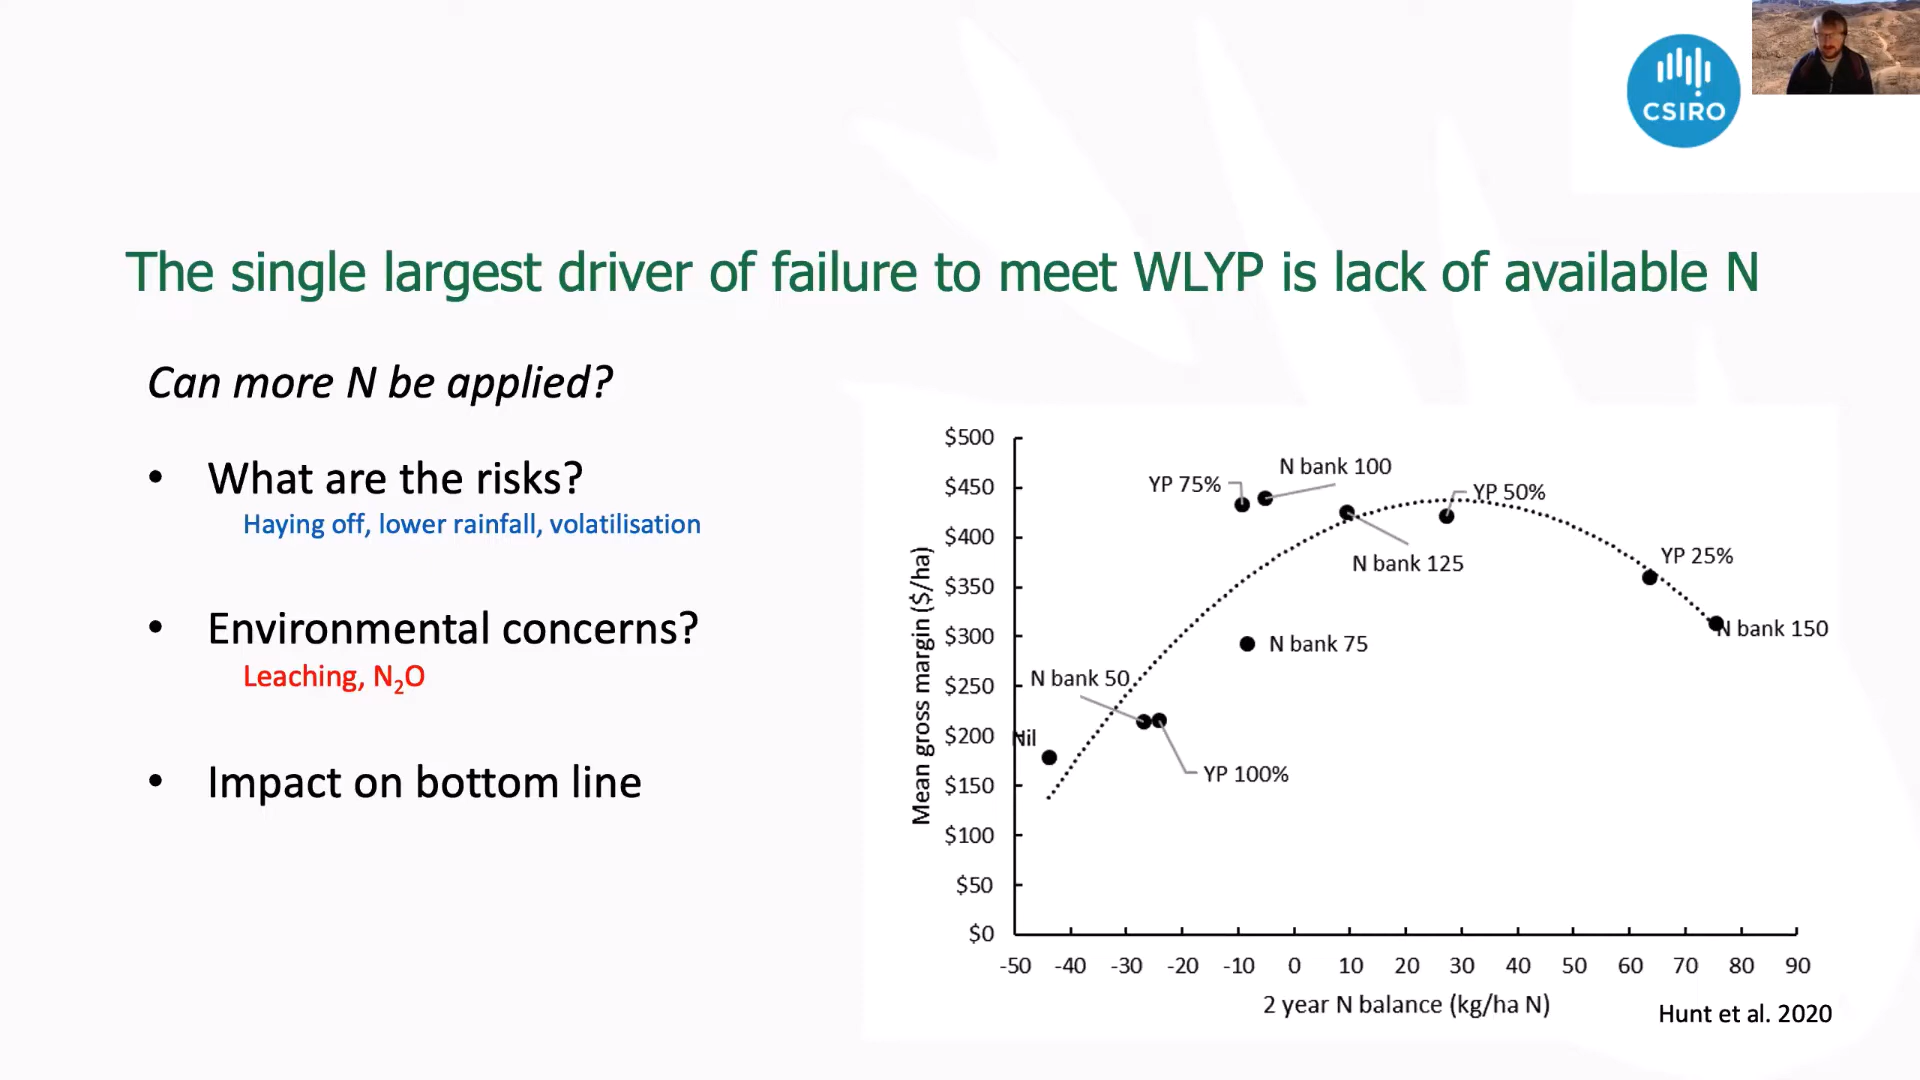 CSIRO
The single largest driver of failure to meet WLYP is lack of available N
Can more N be applied?
• What are the risks?
Haying off, lower rainfall, volatilisation
• Environmental concerns?
Leaching, N₂O
• Impact on bottom line
Mean gross margin ($/ha)
$500
$450
$400
$350
$300
$250
$200
$150
$100
$50
$0
YP 75%
N bank 100
YP 50%
N bank 125
YP 25%
N bank 150
N bank 75
N bank 50
Nil
YP 100%
-50 -40 -30 -20 -10 0 10 20 30 40 50 60 70 80 90
2 year N balance (kg/ha N)
Hunt et al. 2020